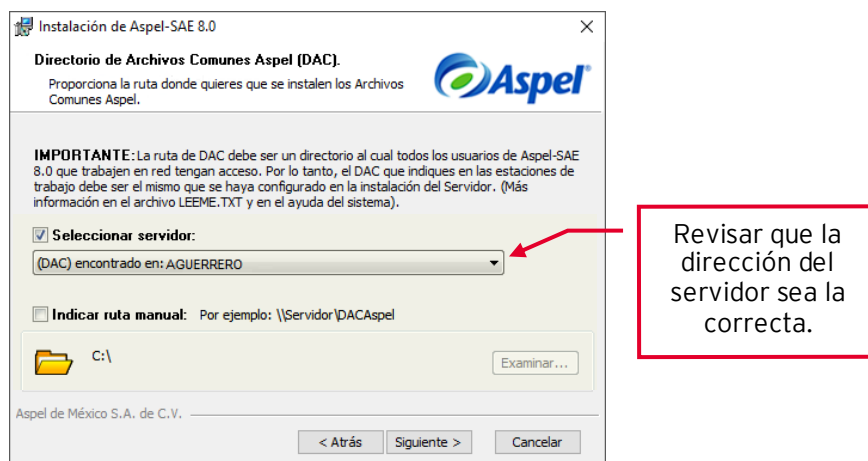 Instalación de Aspel-SAE 8.0
Directorio de Archivos Comunes Aspel (DAC).
Proporciona la ruta donde quieres que se instalen los Archivos
Comunes Aspel.
Aspel
IMPORTANTE: La ruta de DAC debe ser un directorio al cual todos los usuarios de Aspel-SAE
8.0 que trabajen en red tengan acceso. Por lo tanto, el DAC que indiques en las estaciones de
trabajo debe ser el mismo que se haya configurado en la instalación del Servidor. (Más
información en el archivo LEEME.TXT y en el ayuda del sistema).
Seleccionar servidor:
(DAC) encontrado en: AGUERRERO
Indicar ruta manual: Por ejemplo: \\Servidor\DACAspel
C:\
Examinar...
Aspel de México S.A. de C.V.
< Atrás
Siguiente >
Cancelar
Revisar que la
dirección del
servidor sea la
correcta.